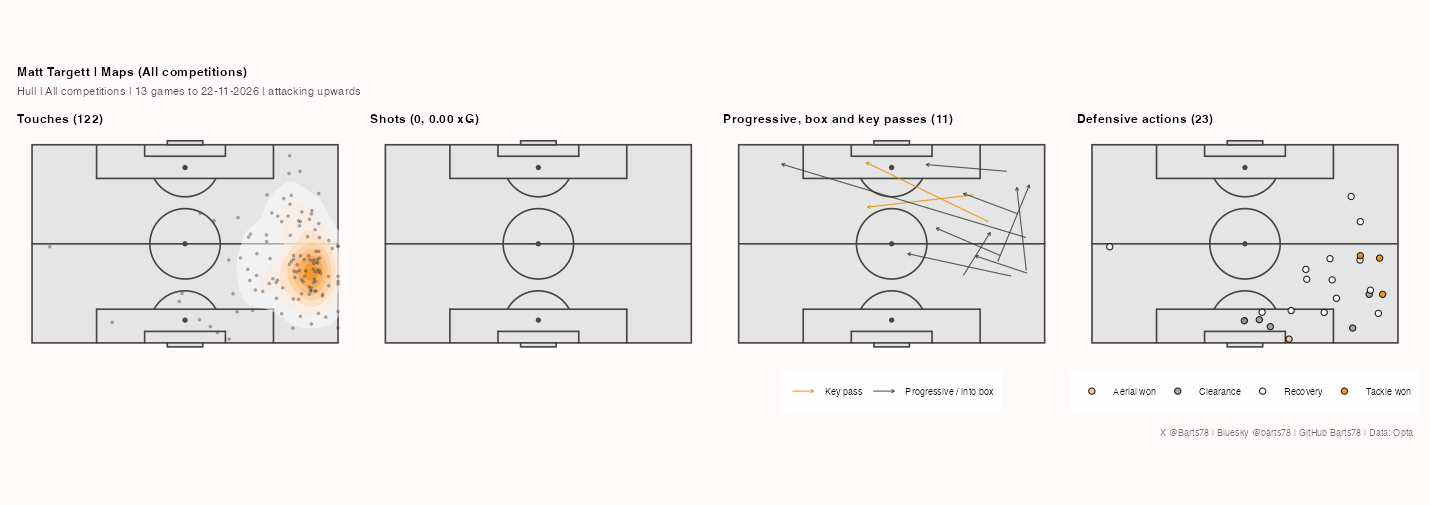 Matt Targett | Maps (All competitions)
Hull | All competitions | 13 games to 22-11-2026 | attacking upwards
Touches (122)
Shots (0, 0.00 xG)
Progressive, box and key passes (11)
Defensive actions (23)
Key pass
Progressive / into box
Aerial won
Clearance
Recovery
Tackle won
X @Barts78 | Bluesky @barts78 | GitHub Barts78 | Data: Opta